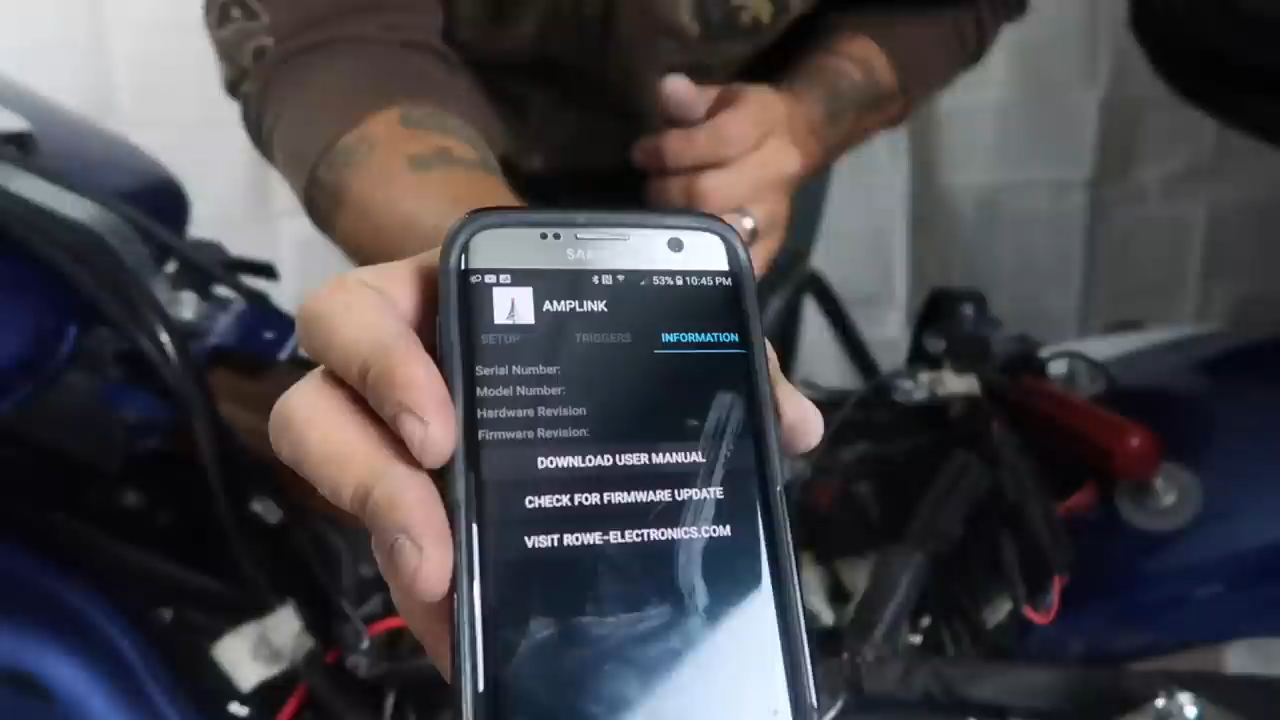 53% 10:45 PM
AMPLINK
SETUP TRIGGERS INFORMATION
Serial Number:
Model Number:
Hardware Revision
Firmware Revision:
DOWNLOAD USER MANUAL
CHECK FOR FIRMWARE UPDATE
VISIT ROWE-ELECTRONICS.COM